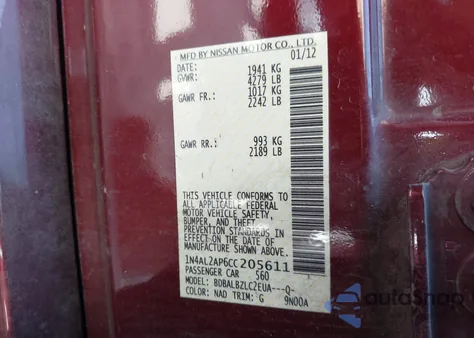 MFD BY NISSAN MOTOR CO., LTD.
DATE: 01/12
GVWR: 1941 KG
4279 LB
GAWR FR.: 1017 KG
2242 LB
GAWR RR.: 993 KG
2189 LB
THIS VEHICLE CONFORMS TO
ALL APPLICABLE FEDERAL
MOTOR VEHICLE SAFETY,
BUMPER, AND THEFT
PREVENTION STANDARDS IN
EFFECT ON THE DATE OF
MANUFACTURE SHOWN ABOVE.
1N4AL2AP6CC205611
PASSENGER CAR S60
MODEL: BDBALBZLC2EUA---Q-
COLOR: NAD TRIM: G 9N00A
autoSnap